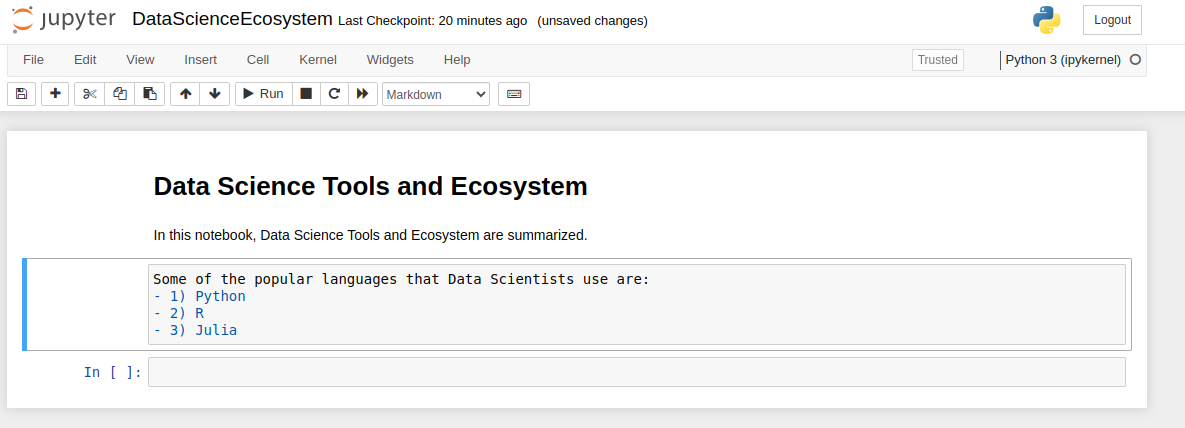 jupyter DataScienceEcosystem Last Checkpoint: 20 minutes ago (unsaved changes) Logout
File Edit View Insert Cell Kernel Widgets Help Trusted Python 3 (ipykernel)
Run Markdown
Data Science Tools and Ecosystem
In this notebook, Data Science Tools and Ecosystem are summarized.
Some of the popular languages that Data Scientists use are:
- 1) Python
- 2) R
- 3) Julia
In [ ]: